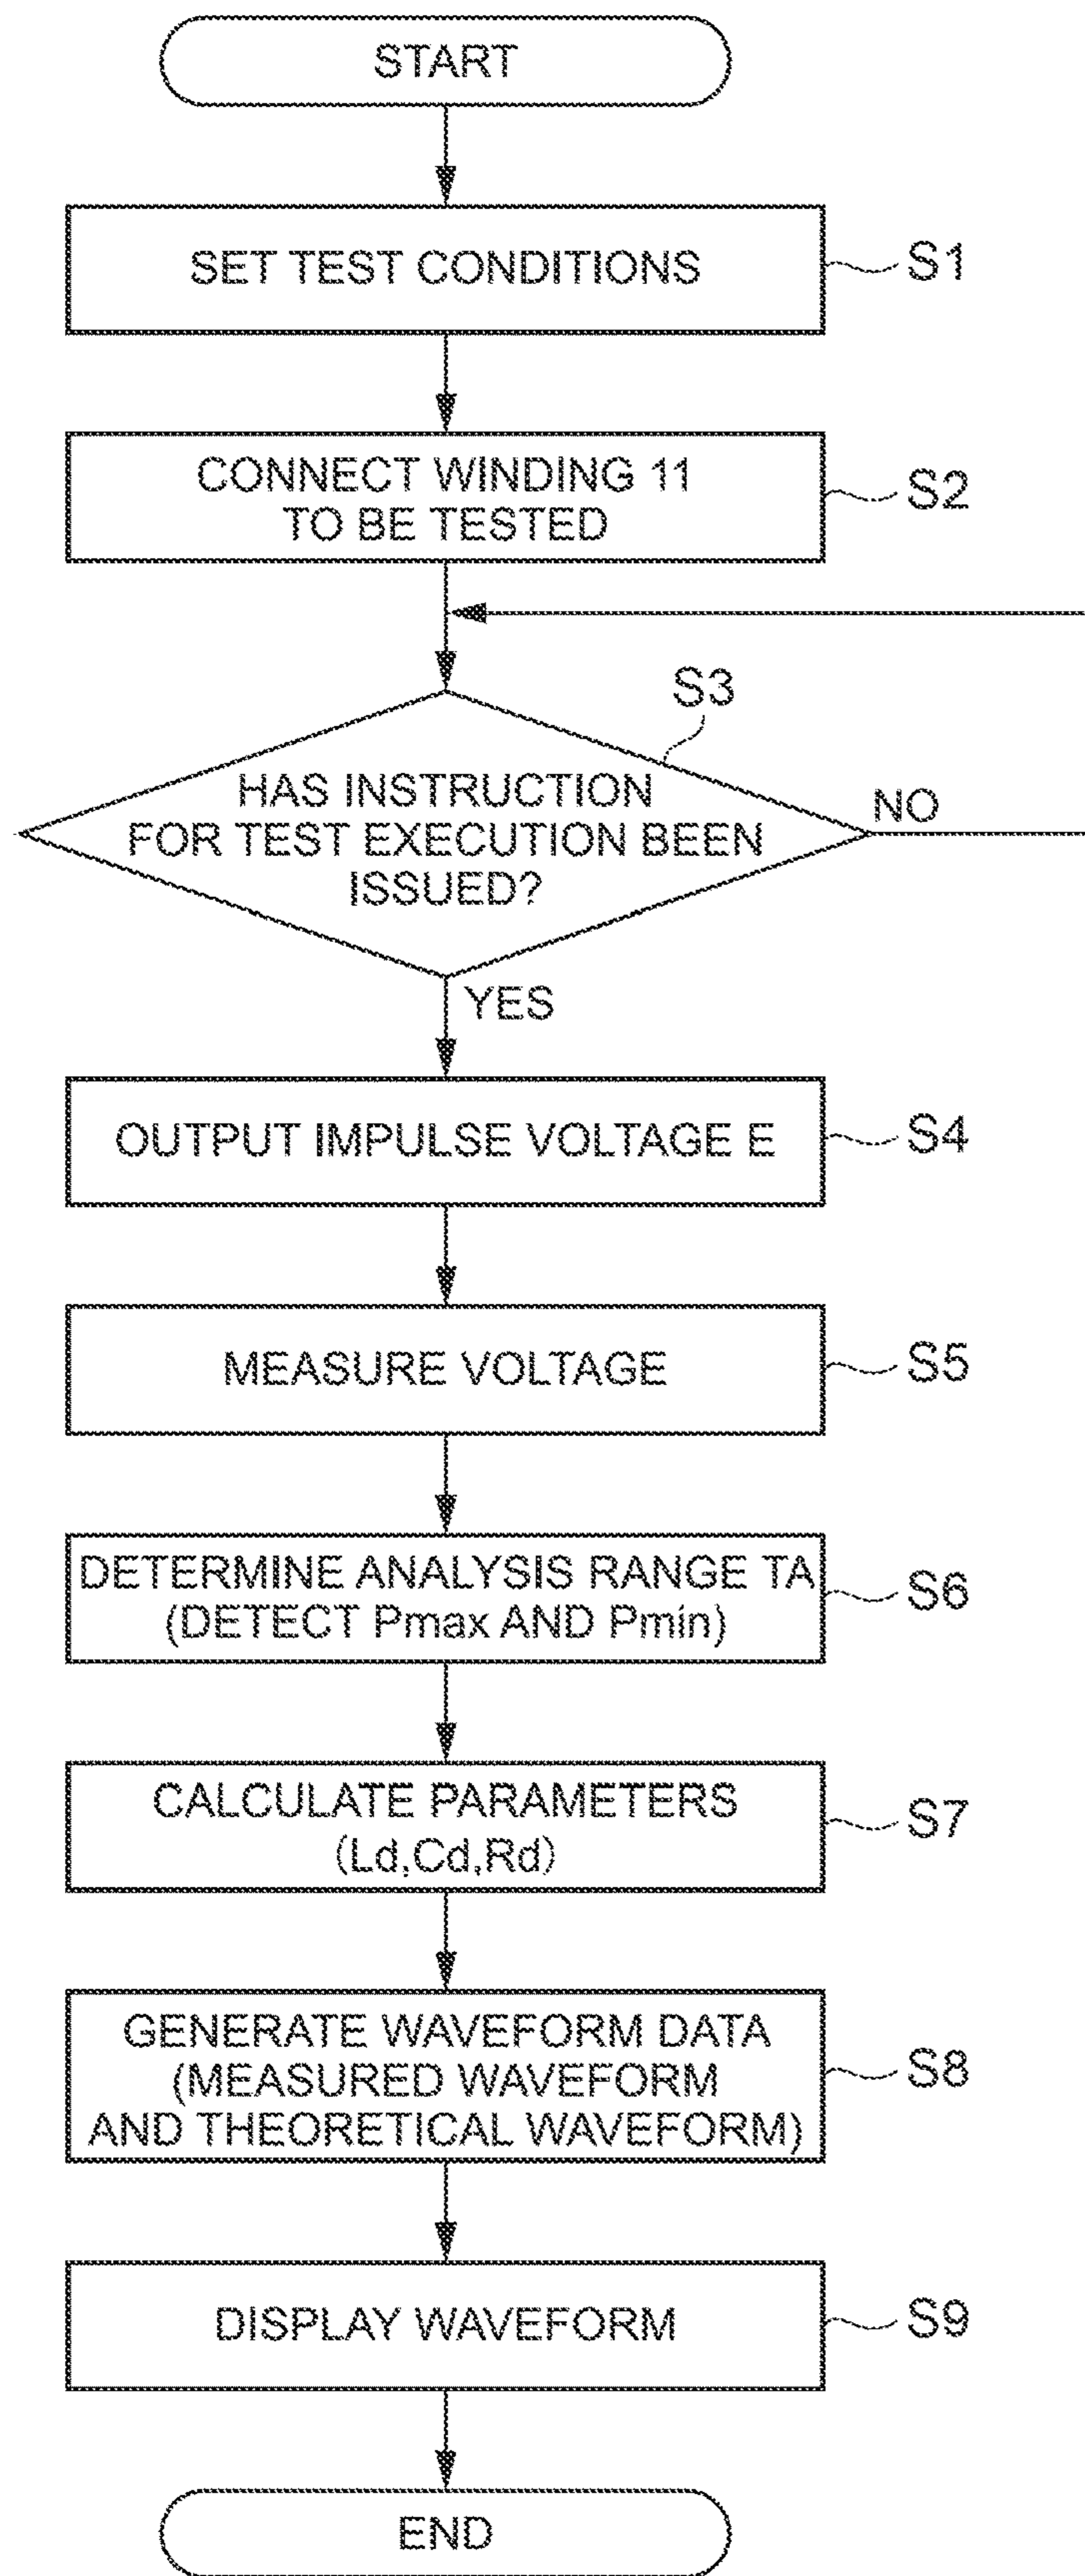 START
SET TEST CONDITIONS
S1
CONNECT WINDING 11
TO BE TESTED
S2
S3
HAS INSTRUCTION
FOR TEST EXECUTION BEEN
ISSUED?
NO
YES
OUTPUT IMPULSE VOLTAGE E
S4
MEASURE VOLTAGE
S5
DETERMINE ANALYSIS RANGE TA
(DETECT Pmax AND Pmin)
S6
CALCULATE PARAMETERS
(Ld,Cd,Rd)
S7
GENERATE WAVEFORM DATA
(MEASURED WAVEFORM
AND THEORETICAL WAVEFORM)
S8
DISPLAY WAVEFORM
S9
END